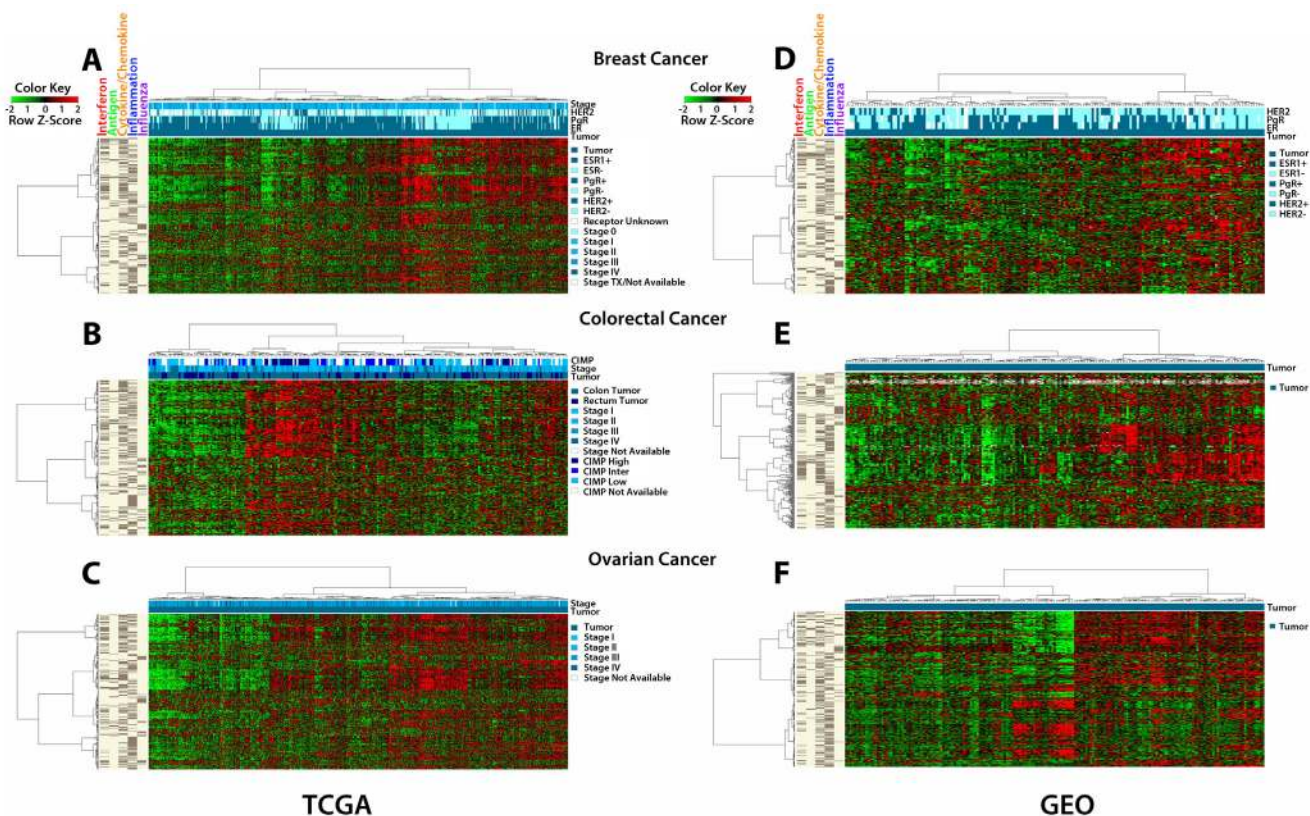 A
Breast Cancer
D
Color Key
-2 -1 0 1 2
Row Z-Score
Interferon
Antigen
Cytokine/Chemokine
Inflammation
Influenza
Stage
HER2
PgR
ER
Tumor
Tumor
ESR1+
ESR-
PgR+
PgR-
HER2+
HER2-
Receptor Unknown
Stage 0
Stage I
Stage II
Stage III
Stage IV
Stage TX/Not Available
Color Key
-2 -1 0 1 2
Row Z-Score
Interferon
Antigen
Cytokine/Chemokine
Inflammation
Influenza
HER2
PgR
ER
Tumor
Tumor
ESR1+
ESR1-
PgR+
PgR-
HER2+
HER2-
B
Colorectal Cancer
E
CIMP
Stage
Tumor
Colon Tumor
Rectum Tumor
Stage I
Stage II
Stage III
Stage IV
Stage Not Available
CIMP High
CIMP Inter
CIMP Low
CIMP Not Available
Tumor
Tumor
C
Ovarian Cancer
F
Stage
Tumor
Tumor
Stage I
Stage II
Stage III
Stage IV
Stage Not Available
Tumor
Tumor
TCGA
GEO